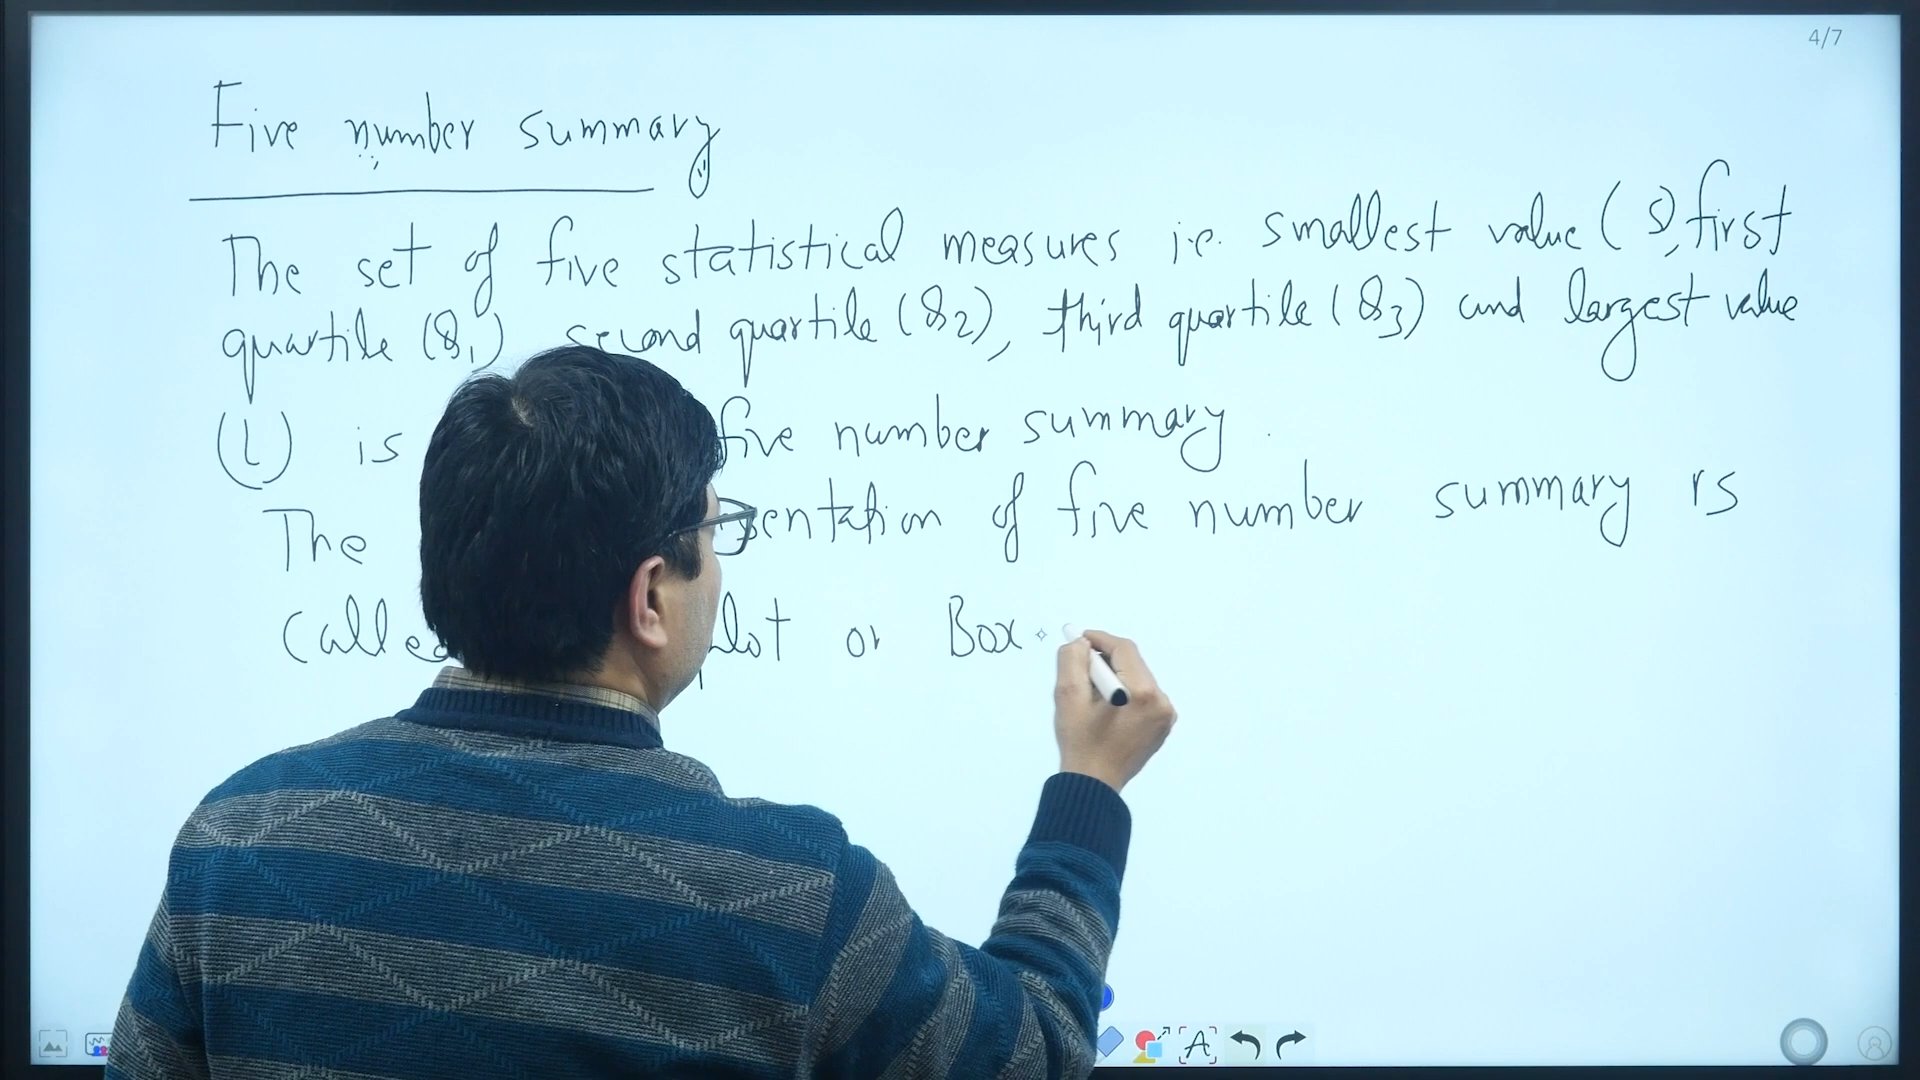 4/7
Five number summary
The set of five statistical measures i.e. smallest value (S), first
quartile (Q1) second quartile (Q2), third quartile (Q3) and largest value
(L) is five number summary.
The sentation of five number summary is
Called plot or Box
A